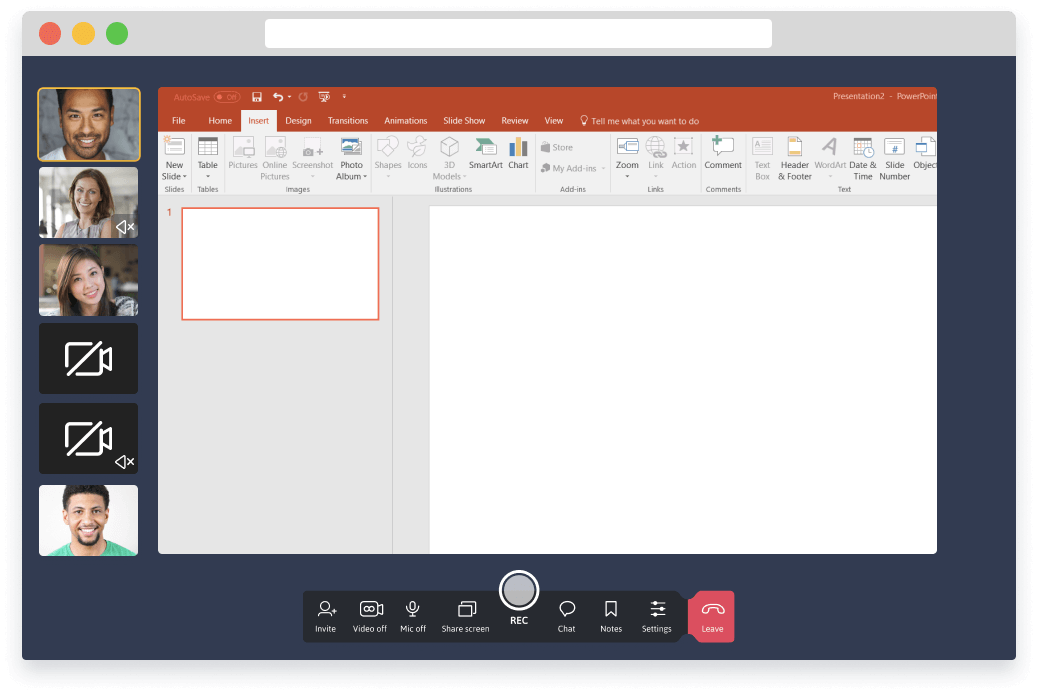 AutoSave Off
Presentation2 - PowerPoint
File Home Insert Design Transitions Animations Slide Show Review View Tell me what you want to do
New Slide
Table
Pictures
Online Pictures
Screenshot
Photo Album
Shapes
Icons
3D Models
SmartArt
Chart
Store
My Add-ins
Zoom
Link
Action
Comment
Text Box
Header & Footer
WordArt
Date & Time
Slide Number
Object
Slides Tables Images Illustrations Add-ins Links Comments Text
1
A
A
#
REC
Invite Video off Mic off Share screen Chat Notes Settings Leave